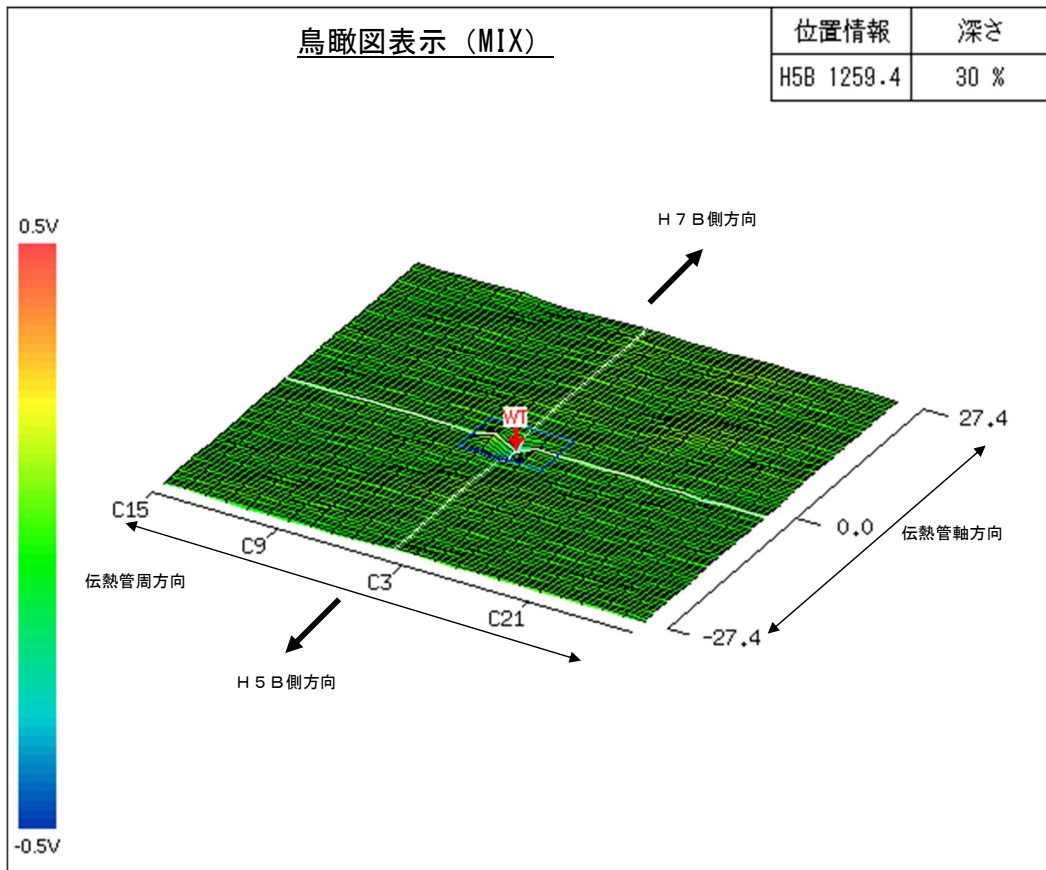 鳥瞰図表示（MIX）
位置情報 深さ
H5B 1259.4 30 %
0.5V
Ｈ７Ｂ側方向
WT
27.4
0.0
伝熱管軸方向
-27.4
C15
C9
C3
C21
伝熱管周方向
Ｈ５Ｂ側方向
-0.5V